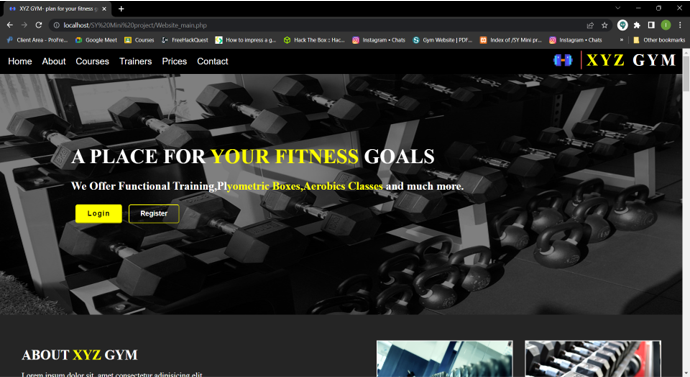 XYZ GYM- plan for your fitness g
localhost/SY%20Mini%20project/Website_main.php
Client Area - ProFre...
Google Meet
Courses
FreeHackQuest
How to impress a g...
Hack The Box :: Hac...
Instagram • Chats
Gym Website | PDF...
Index of /SY Mini pr...
Instagram • Chats
Other bookmarks
Home About Courses Trainers Prices Contact
XYZ GYM
A PLACE FOR YOUR FITNESS GOALS
We Offer Functional Training,Plyometric Boxes,Aerobics Classes and much more.
Login Register
ABOUT XYZ GYM
Lorem ipsum dolor sit, amet consectetur adipisicing elit.